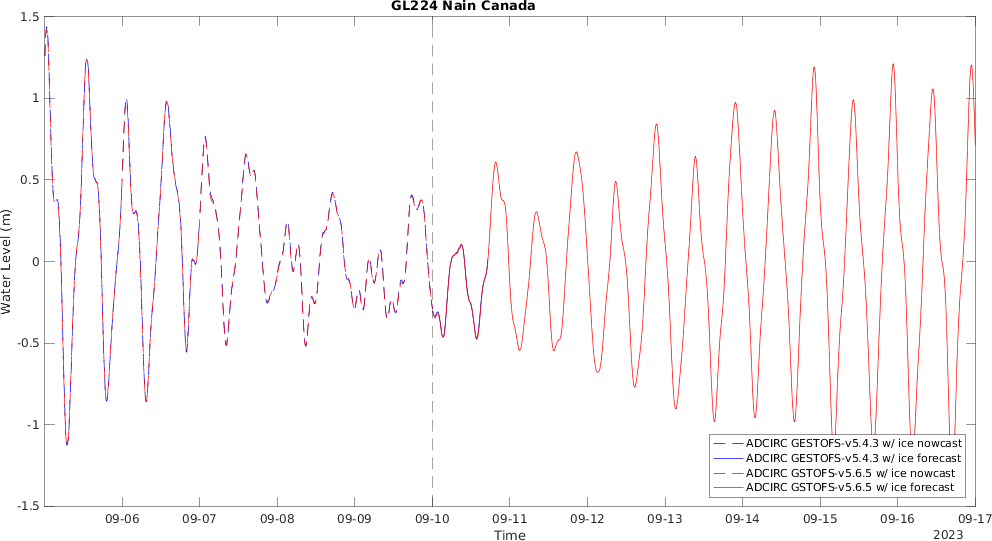 GL224 Nain Canada
1.5
1
0.5
0
-0.5
-1
-1.5
Water Level (m)
ADCIRC GESTOFS-v5.4.3 w/ ice nowcast
ADCIRC GESTOFS-v5.4.3 w/ ice forecast
ADCIRC GSTOFS-v5.6.5 w/ ice nowcast
ADCIRC GSTOFS-v5.6.5 w/ ice forecast
09-06 09-07 09-08 09-09 09-10 09-11 09-12 09-13 09-14 09-15 09-16 09-17
Time
2023